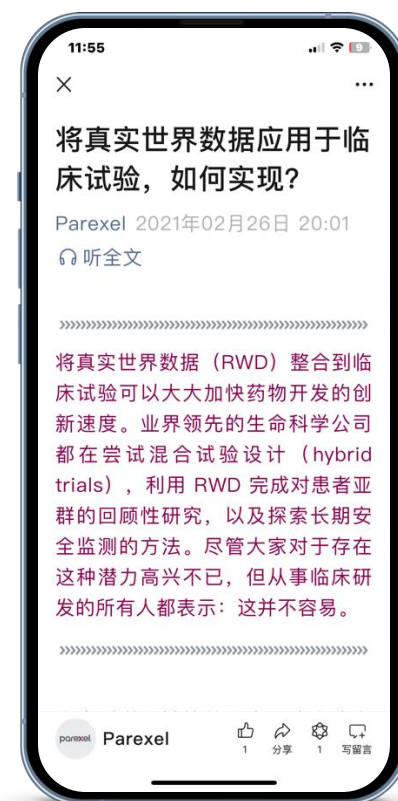 11:55
9
将真实世界数据应用于临
床试验，如何实现？
Parexel 2021年02月26日 20:01
听全文
将真实世界数据（RWD）整合到临
床试验可以大大加快药物开发的创
新速度。业界领先的生命科学公司
都在尝试混合试验设计（hybrid
trials），利用 RWD 完成对患者亚
群的回顾性研究，以及探索长期安
全监测的方法。尽管大家对于存在
这种潜力高兴不已，但从事临床研
发的所有人都表示：这并不容易。
parexel Parexel
1 分享 1 写留言